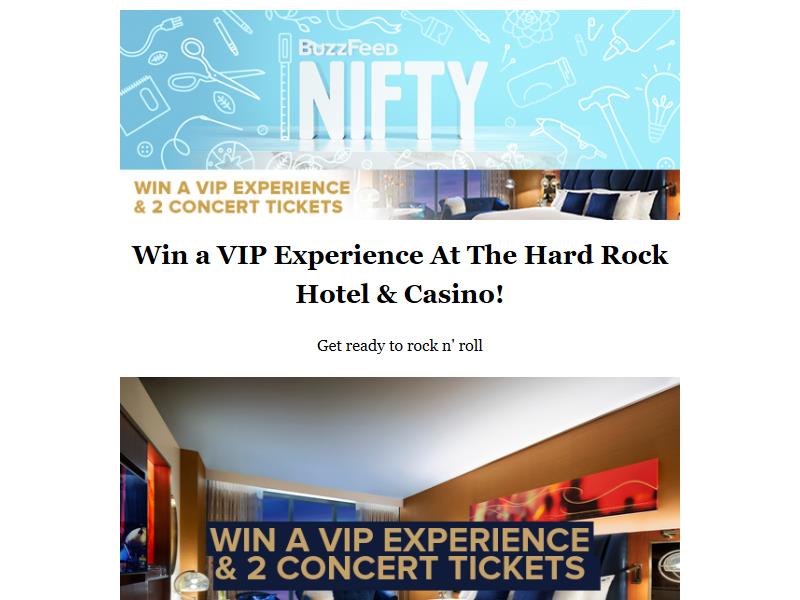 BuzzFeed
NIFTY
WIN A VIP EXPERIENCE
& 2 CONCERT TICKETS
Win a VIP Experience At The Hard Rock
Hotel & Casino!
Get ready to rock n' roll
WIN A VIP EXPERIENCE
& 2 CONCERT TICKETS